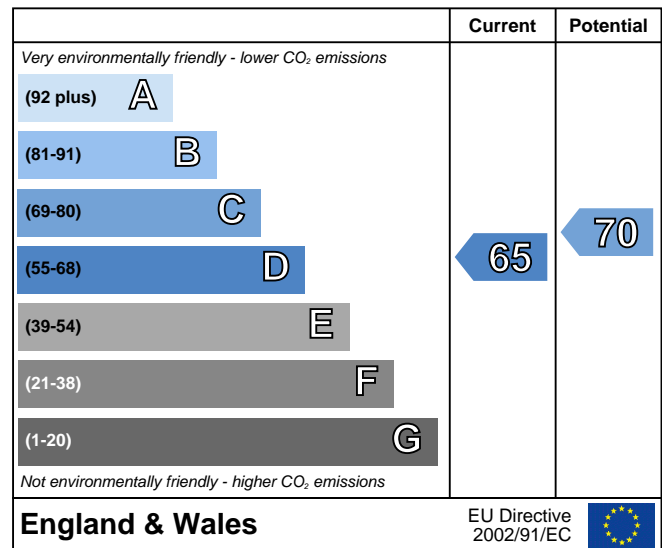 Current Potential
Very environmentally friendly - lower CO₂ emissions
(92 plus) A
(81-91) B
(69-80) C
(55-68) D
(39-54) E
(21-38) F
(1-20) G
65
70
Not environmentally friendly - higher CO₂ emissions
England & Wales
EU Directive
2002/91/EC